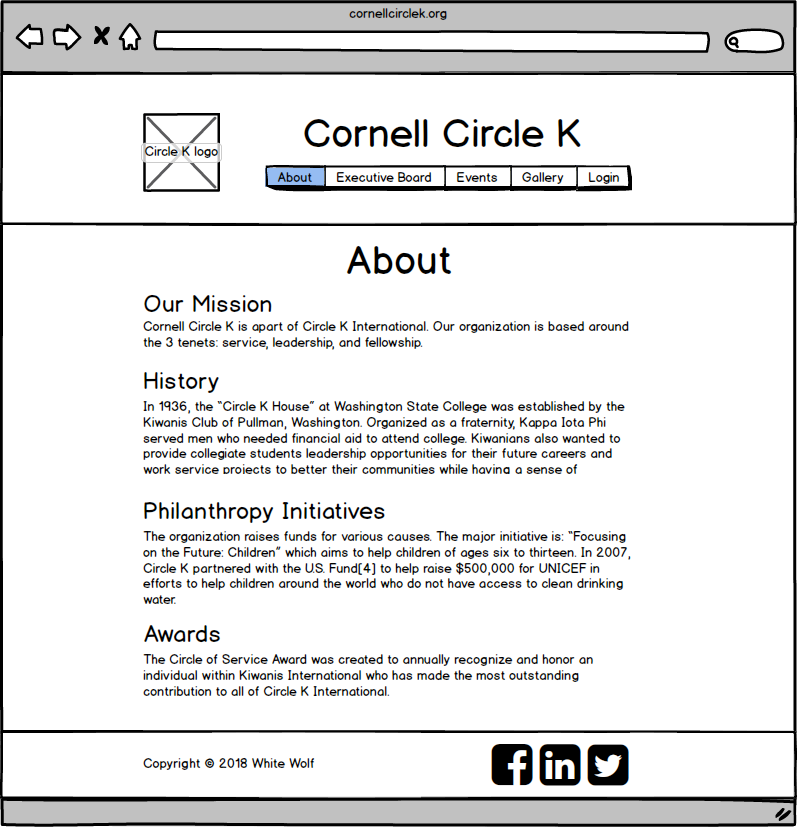 cornellcirclek.org
Circle K logo
Cornell Circle K
About Executive Board Events Gallery Login
About
Our Mission
Cornell Circle K is apart of Circle K International. Our organization is based around
the 3 tenets: service, leadership, and fellowship.
History
In 1936, the “Circle K House” at Washington State College was established by the
Kiwanis Club of Pullman, Washington. Organized as a fraternity, Kappa Iota Phi
served men who needed financial aid to attend college. Kiwanians also wanted to
provide collegiate students leadership opportunities for their future careers and
work service projects to better their communities while having a sense of
Philanthropy Initiatives
The organization raises funds for various causes. The major initiative is: “Focusing
on the Future: Children” which aims to help children of ages six to thirteen. In 2007,
Circle K partnered with the U.S. Fund[4] to help raise $500,000 for UNICEF in
efforts to help children around the world who do not have access to clean drinking
water.
Awards
The Circle of Service Award was created to annually recognize and honor an
individual within Kiwanis International who has made the most outstanding
contribution to all of Circle K International.
Copyright © 2018 White Wolf